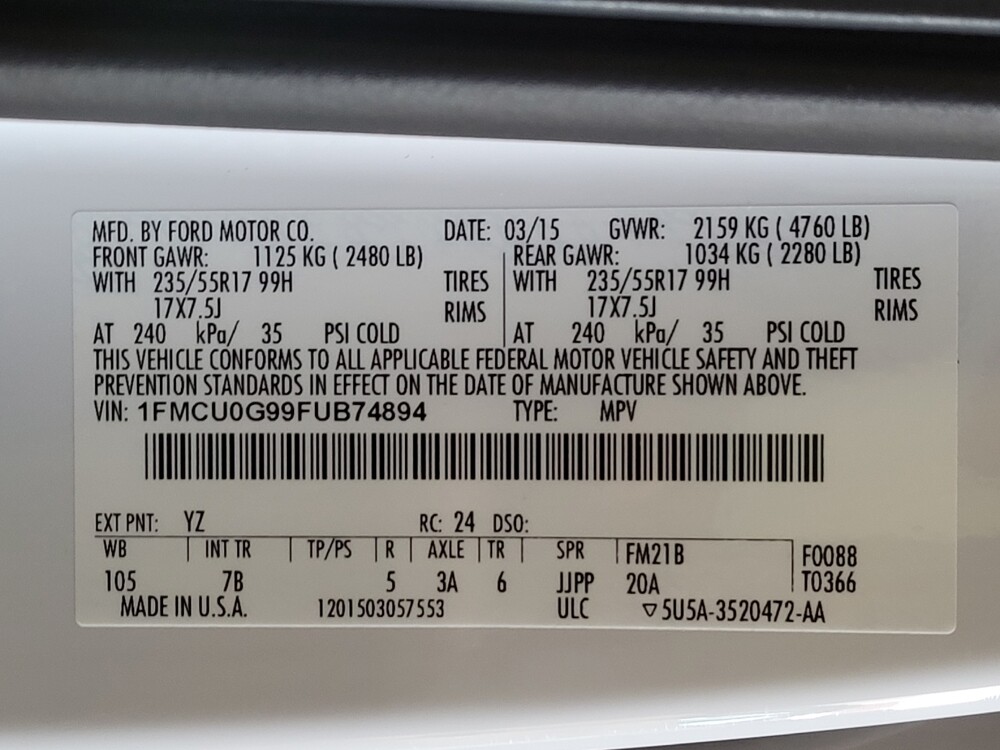 MFD. BY FORD MOTOR CO. DATE: 03/15 GVWR: 2159 KG ( 4760 LB)
FRONT GAWR: 1125 KG ( 2480 LB) REAR GAWR: 1034 KG ( 2280 LB)
WITH 235/55R17 99H TIRES WITH 235/55R17 99H TIRES
17X7.5J RIMS 17X7.5J RIMS
AT 240 kPa/ 35 PSI COLD AT 240 kPa/ 35 PSI COLD
THIS VEHICLE CONFORMS TO ALL APPLICABLE FEDERAL MOTOR VEHICLE SAFETY AND THEFT
PREVENTION STANDARDS IN EFFECT ON THE DATE OF MANUFACTURE SHOWN ABOVE.
VIN: 1FMCU0G99FUB74894 TYPE: MPV
EXT PNT: YZ RC: 24 DSO:
WB INT TR TP/PS R AXLE TR SPR FM21B F0088
105 7B 5 3A 6 JJPP 20A T0366
MADE IN U.S.A. 1201503057553 ULC ▽5U5A-3520472-AA